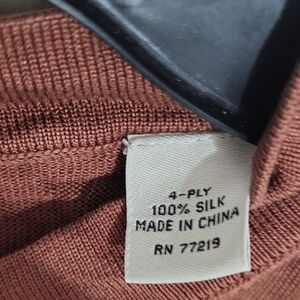 4-PLY
100% SILK
MADE IN CHINA
RN 77219